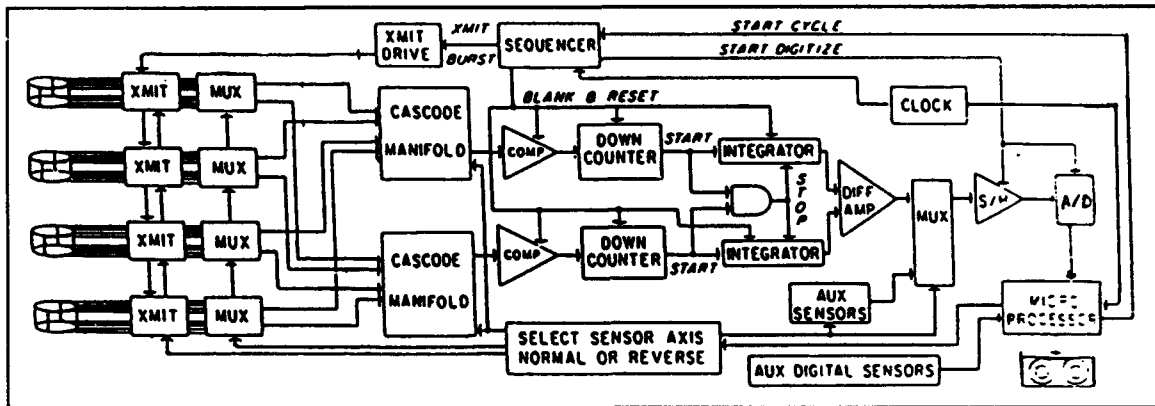 XMIT
DRIVE
XMIT
BURST
SEQUENCER
START CYCLE
START DIGITIZE
CLOCK
XMIT
MUX
XMIT
MUX
XMIT
MUX
XMIT
MUX
CASCODE
MANIFOLD
CASCODE
MANIFOLD
BLANK & RESET
COMP
DOWN
COUNTER
START
INTEGRATOR
STOP
COMP
DOWN
COUNTER
START
INTEGRATOR
DIFF
AMP
MUX
S/H
A/D
AUX
SENSORS
MICRO
PROCESSOR
SELECT SENSOR AXIS
NORMAL OR REVERSE
AUX DIGITAL SENSORS